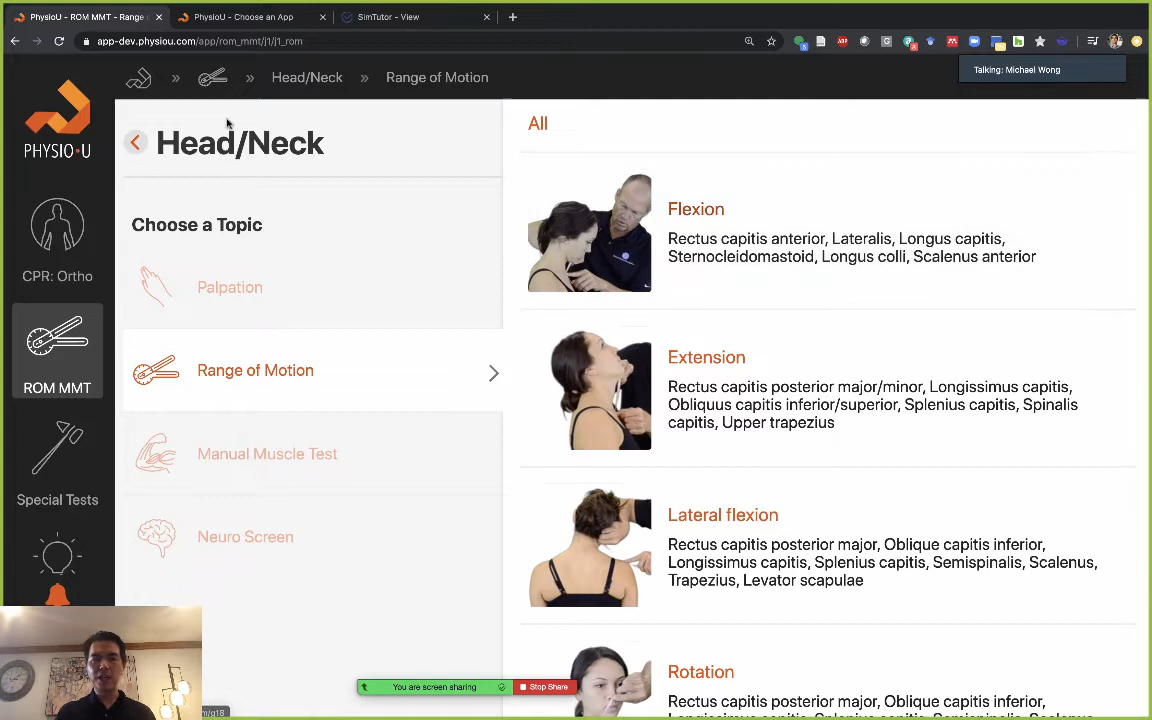 PhysioU - ROM MMT - Range
PhysioU - Choose an App
SimTutor - View
app-dev.physiou.com/app/rom_mmt/j1/j1_rom
Head/Neck
Range of Motion
Talking: Michael Wong
PHYSIO·U
CPR: Ortho
ROM MMT
Special Tests
Head/Neck
Choose a Topic
Palpation
Range of Motion
Manual Muscle Test
Neuro Screen
All
Flexion
Rectus capitis anterior, Lateralis, Longus capitis,
Sternocleidomastoid, Longus colli, Scalenus anterior
Extension
Rectus capitis posterior major/minor, Longissimus capitis,
Obliquus capitis inferior/superior, Splenius capitis, Spinalis
capitis, Upper trapezius
Lateral flexion
Rectus capitis posterior major, Oblique capitis inferior,
Longissimus capitis, Splenius capitis, Semispinalis, Scalenus,
Trapezius, Levator scapulae
Rotation
Rectus capitis posterior major, Oblique capitis inferior,
You are screen sharing
Stop Share